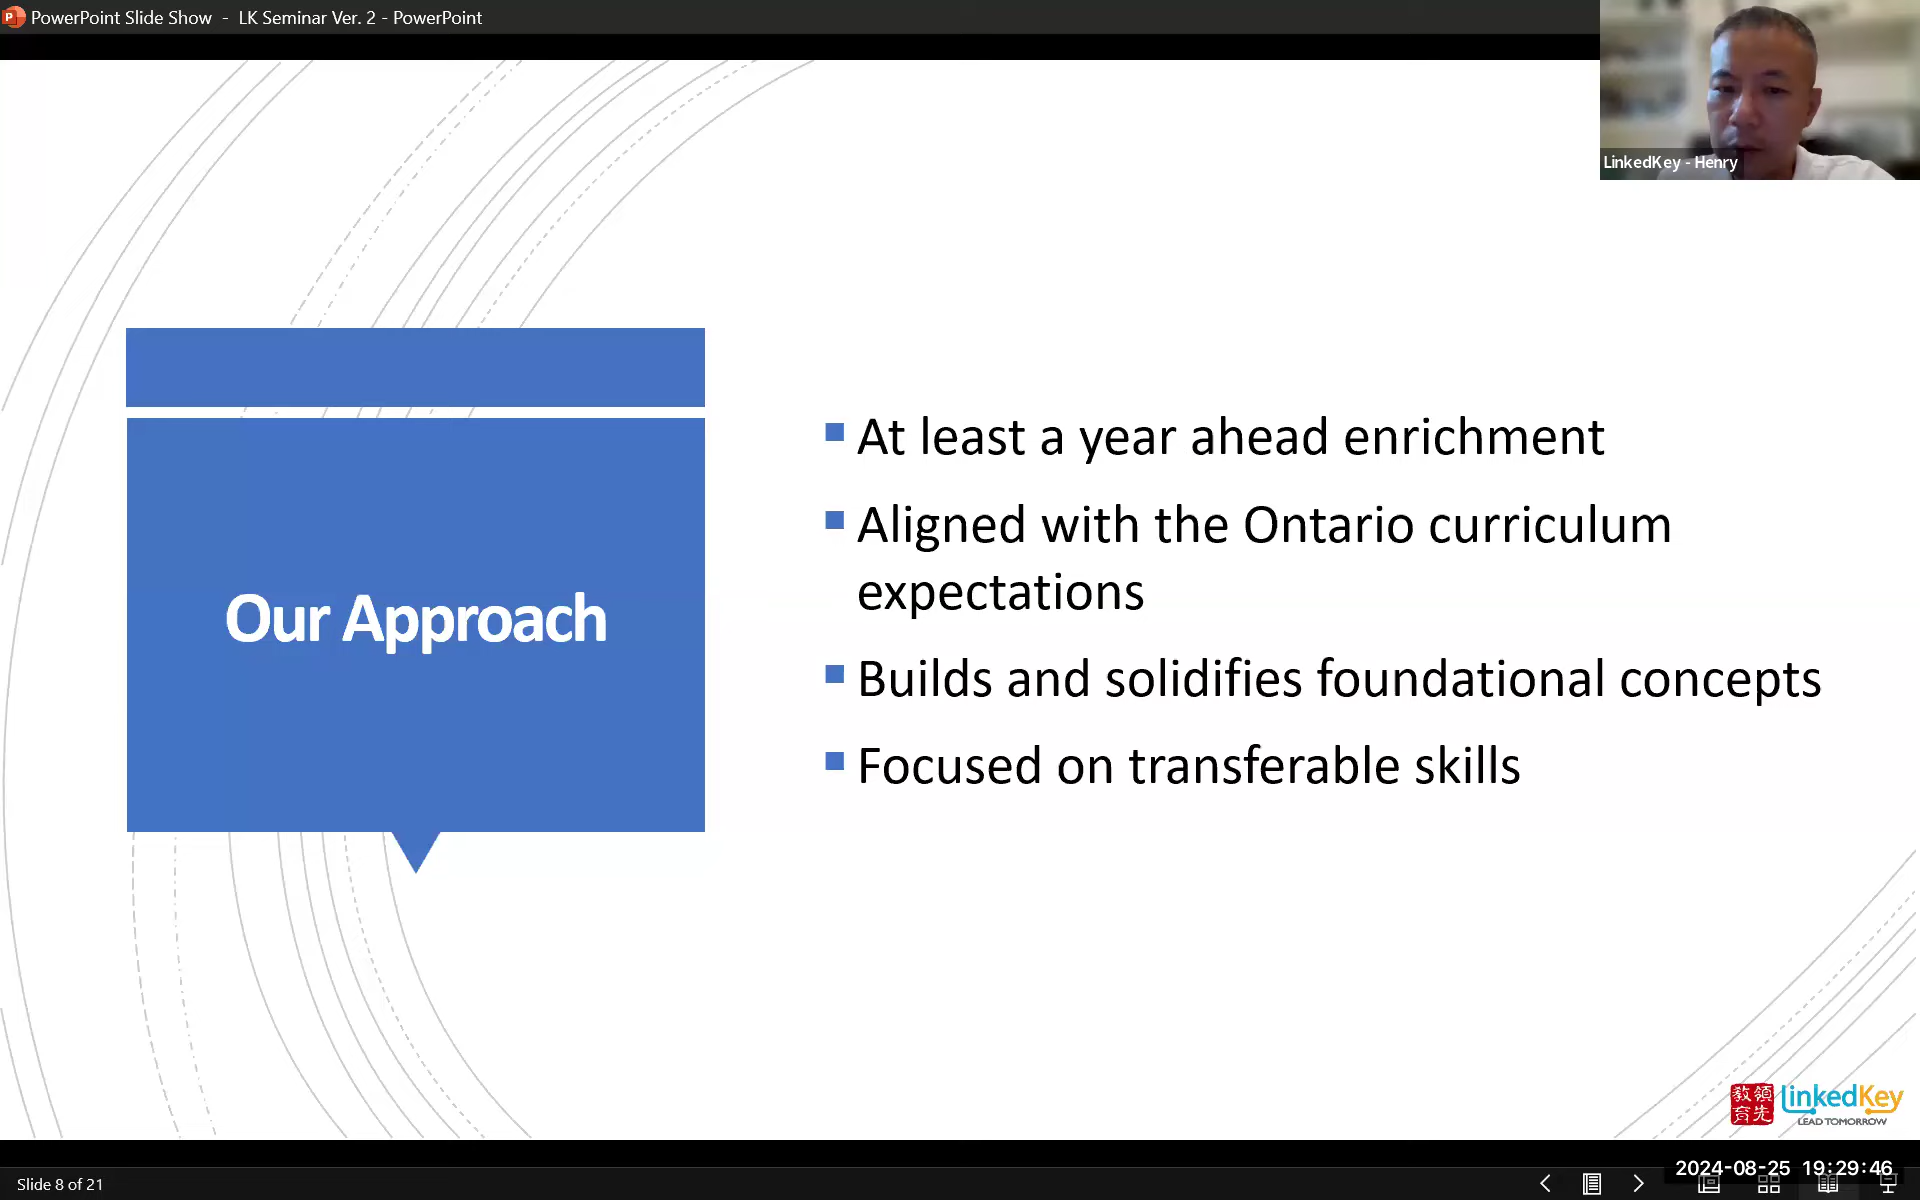 PowerPoint Slide Show - LK Seminar Ver. 2 - PowerPoint
LinkedKey - Henry
Our Approach
At least a year ahead enrichment
Aligned with the Ontario curriculum
expectations
Builds and solidifies foundational concepts
Focused on transferable skills
領先教育
LinkedKey
LEAD TOMORROW
2024-08-25 19:29:46
Slide 8 of 21